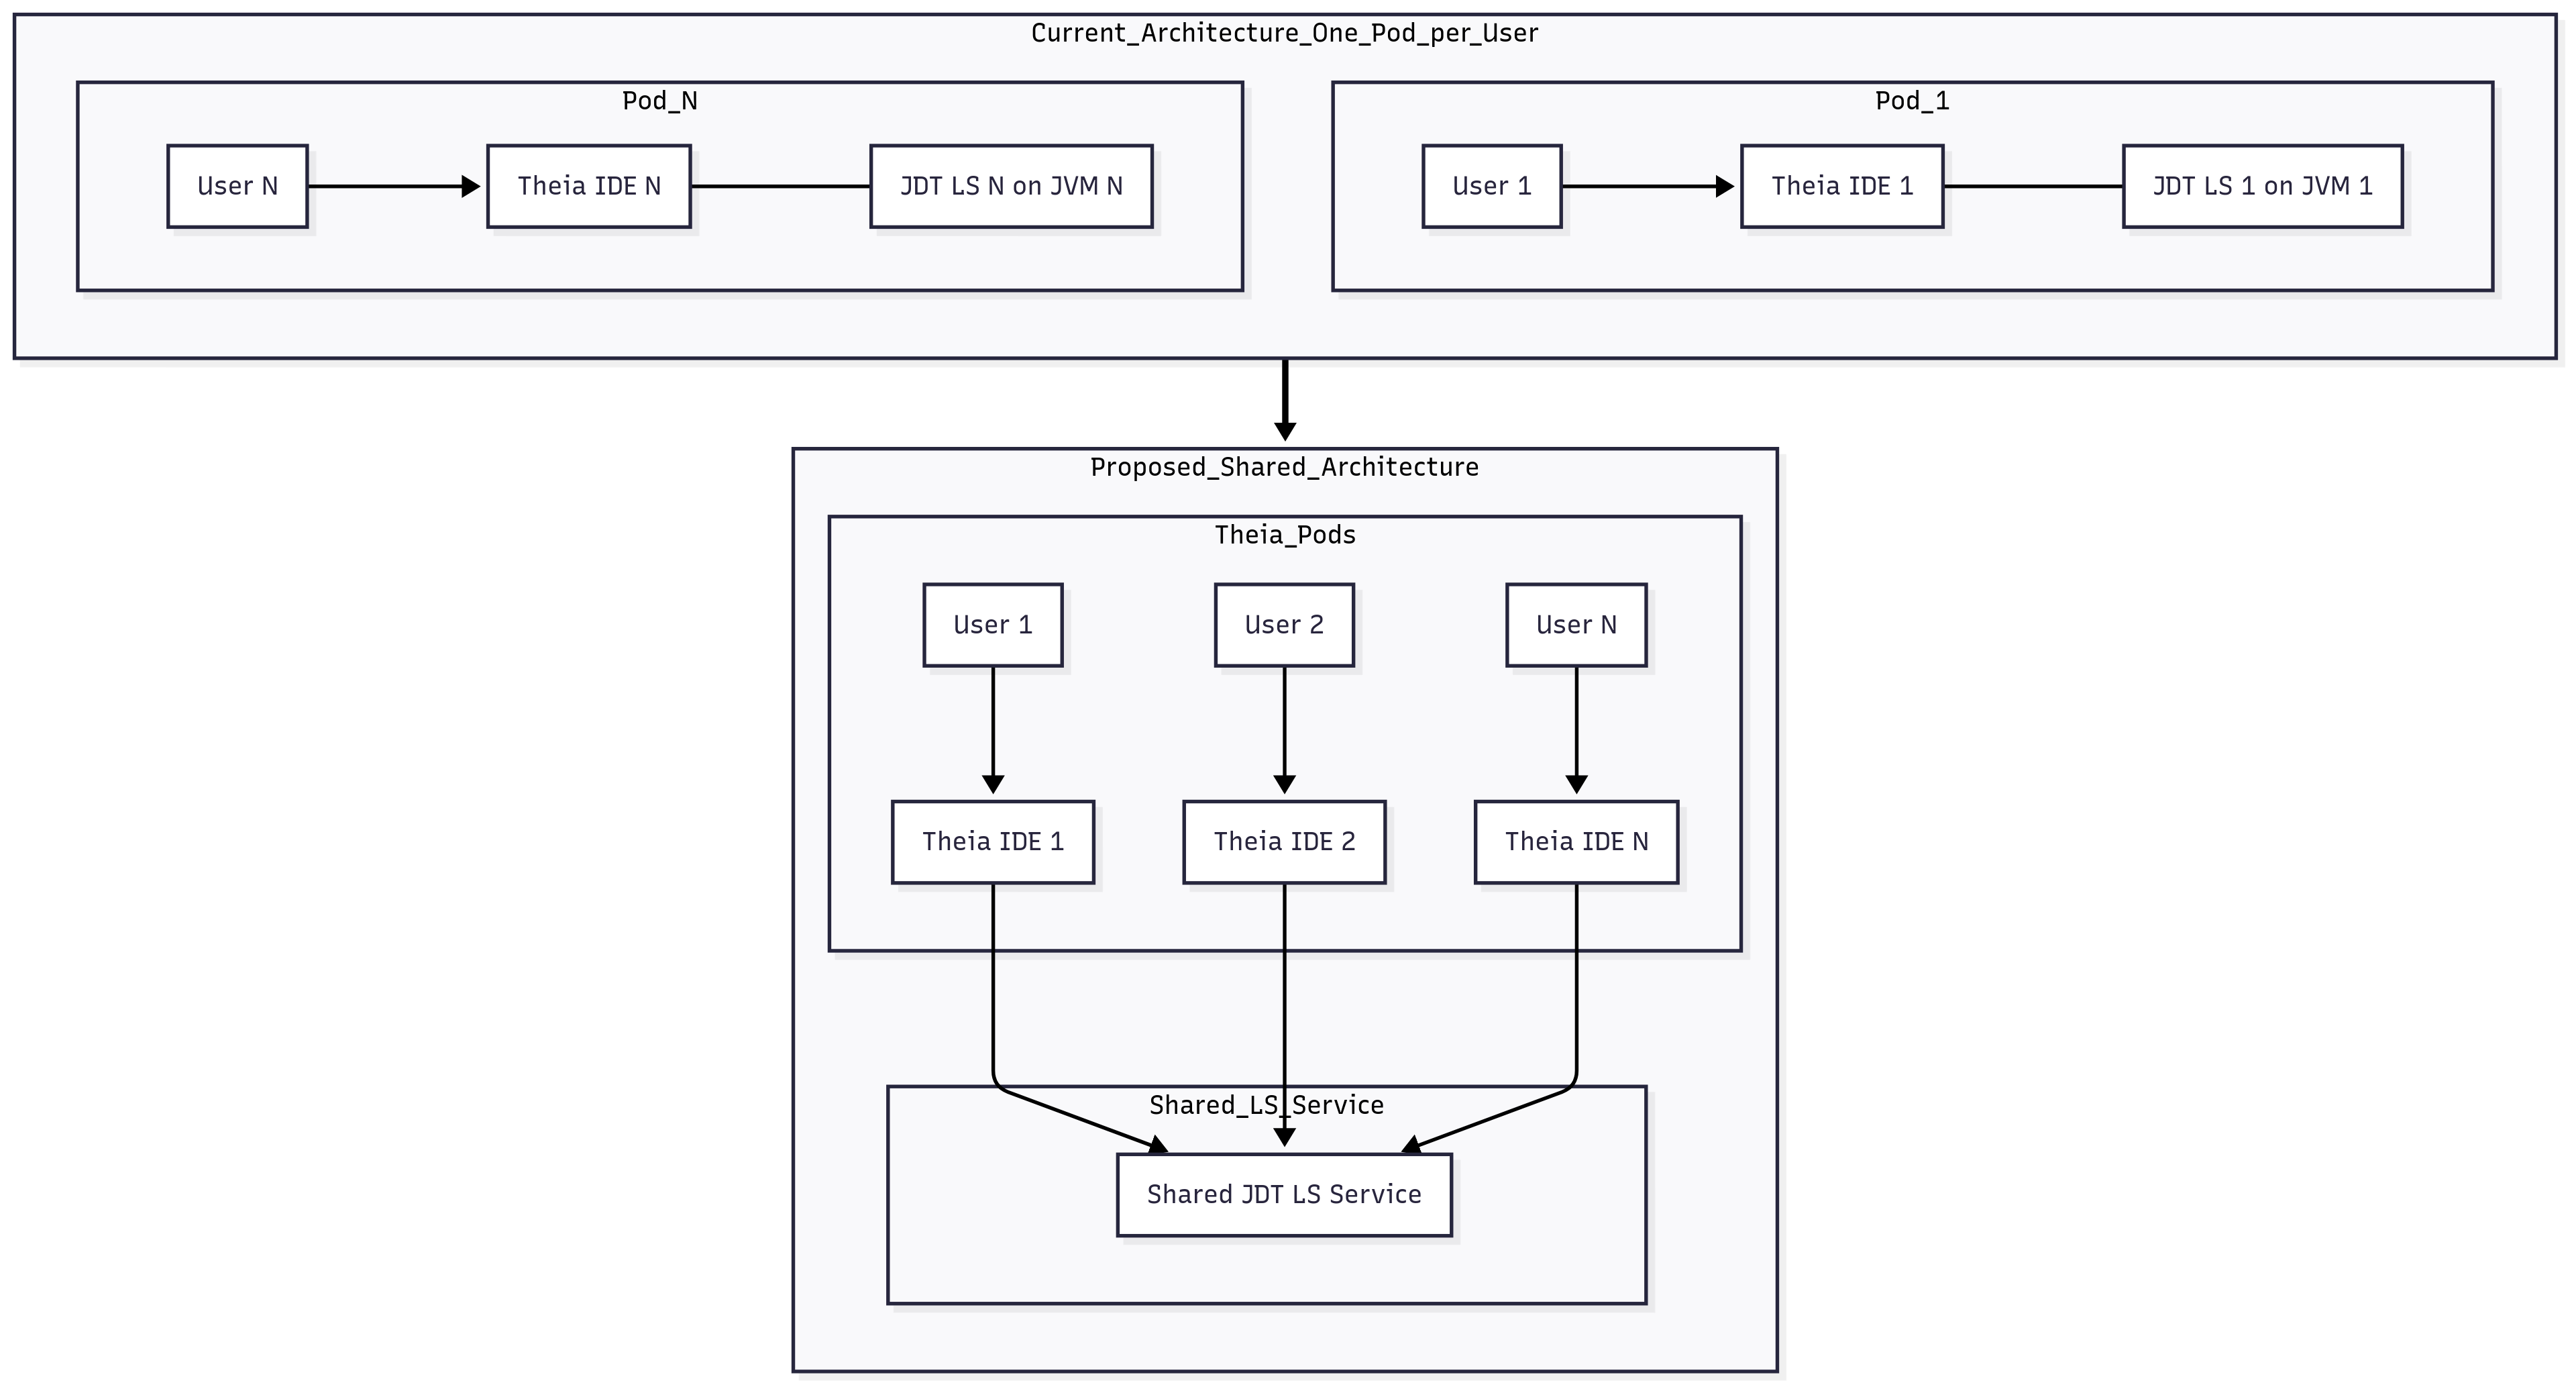 Current_Architecture_One_Pod_per_User
Pod_N
User N
Theia IDE N
JDT LS N on JVM N
Pod_1
User 1
Theia IDE 1
JDT LS 1 on JVM 1
Proposed_Shared_Architecture
Theia_Pods
User 1
User 2
User N
Theia IDE 1
Theia IDE 2
Theia IDE N
Shared_LS_Service
Shared JDT LS Service